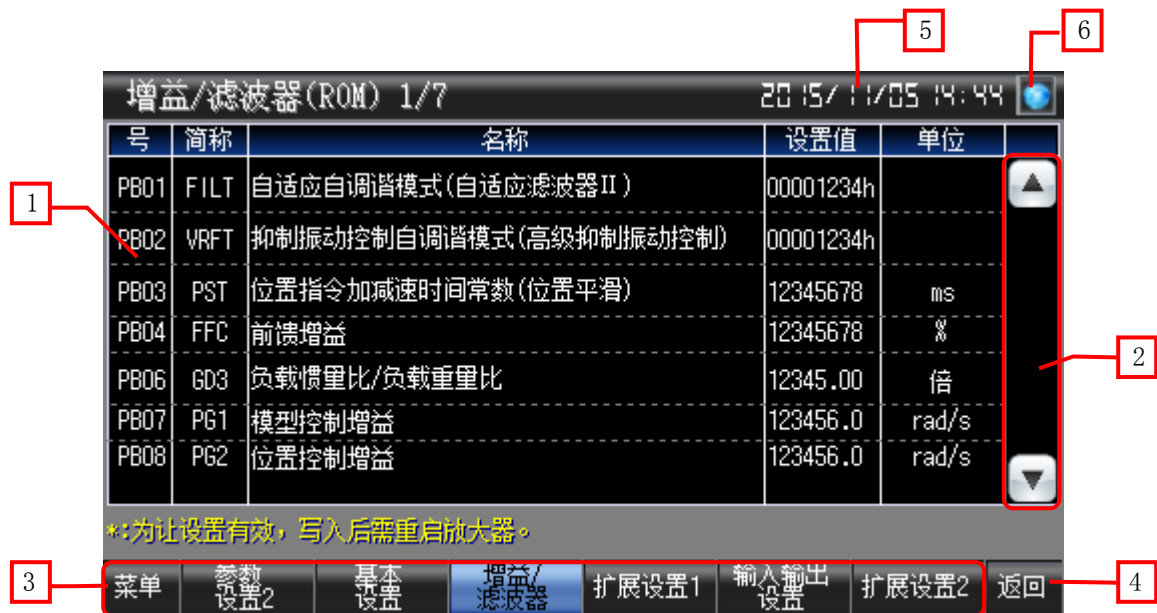 5
6
增益/滤波器(ROM) 1/7 2015/11/05 14:44
号 简称 名称 设置值 单位
1
PB01 FILT 自适应自调谐模式(自适应滤波器II) 00001234h
PB02 VRFT 抑制振动控制自调谐模式(高级抑制振动控制) 00001234h
PB03 PST 位置指令加减速时间常数(位置平滑) 12345678 ms
PB04 FFC 前馈增益 12345678 %
2
PB06 GD3 负载惯量比/负载重量比 12345.00 倍
PB07 PG1 模型控制增益 123456.0 rad/s
PB08 PG2 位置控制增益 123456.0 rad/s
*:为让设置有效，写入后需重启放大器。
3
菜单 参数设置2 基本设置 增益/滤波器 扩展设置1 输入输出设置 扩展设置2 返回
4